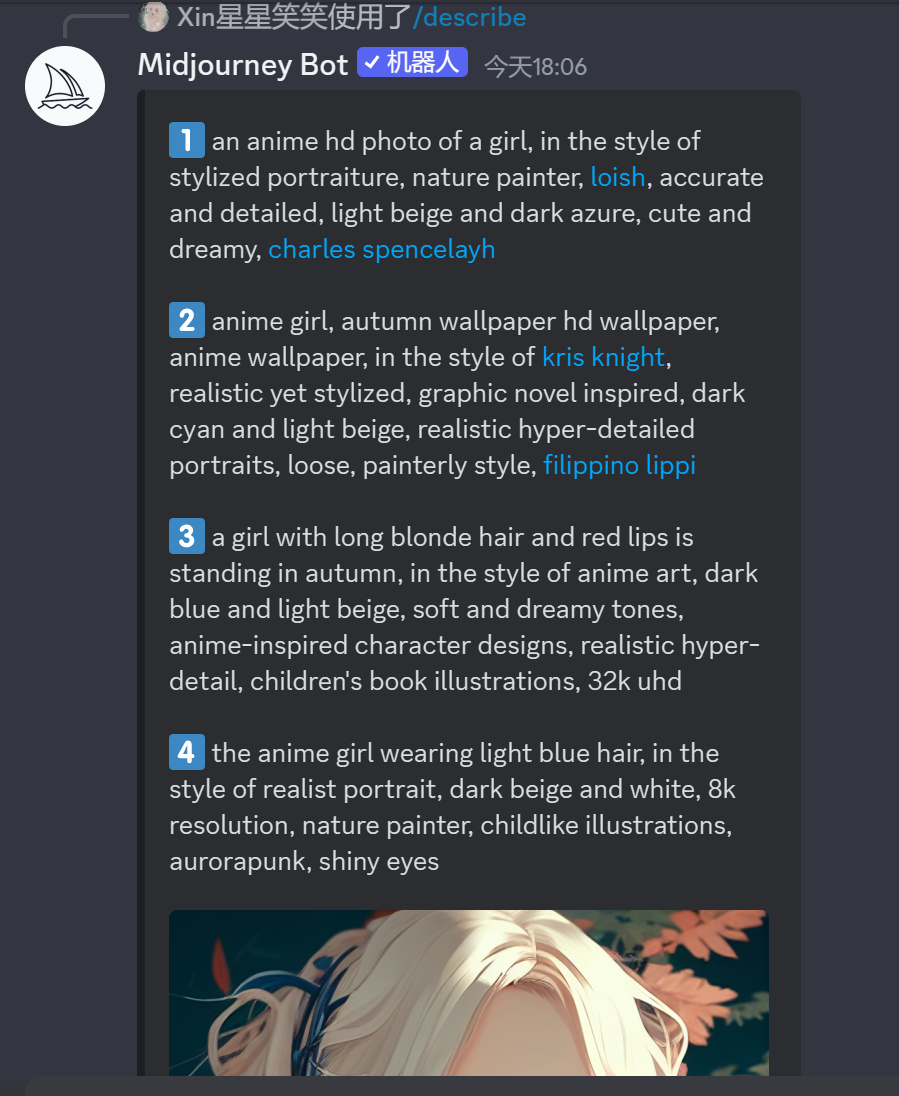 Xin星星笑笑使用了/describe
Midjourney Bot ✓ 机器人 今天18:06
1 an anime hd photo of a girl, in the style of
stylized portraiture, nature painter, loish, accurate
and detailed, light beige and dark azure, cute and
dreamy, charles spencelayh
2 anime girl, autumn wallpaper hd wallpaper,
anime wallpaper, in the style of kris knight,
realistic yet stylized, graphic novel inspired, dark
cyan and light beige, realistic hyper-detailed
portraits, loose, painterly style, filippino lippi
3 a girl with long blonde hair and red lips is
standing in autumn, in the style of anime art, dark
blue and light beige, soft and dreamy tones,
anime-inspired character designs, realistic hyper-
detail, children's book illustrations, 32k uhd
4 the anime girl wearing light blue hair, in the
style of realist portrait, dark beige and white, 8k
resolution, nature painter, childlike illustrations,
aurorapunk, shiny eyes